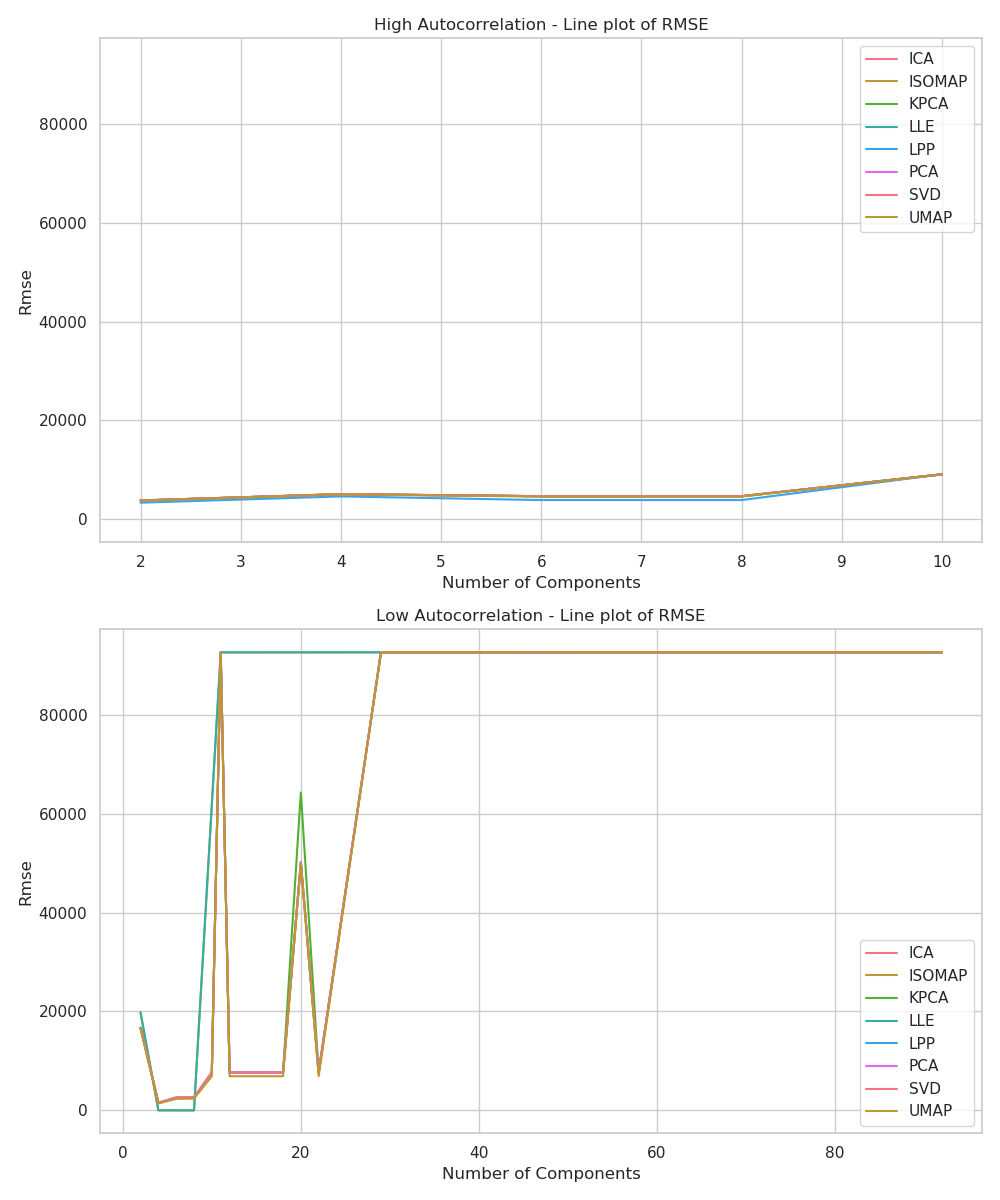 High Autocorrelation - Line plot of RMSE
ICA
ISOMAP
KPCA
LLE
LPP
PCA
SVD
UMAP
80000
60000
40000
20000
0
Rmse
2 3 4 5 6 7 8 9 10
Number of Components
Low Autocorrelation - Line plot of RMSE
80000
60000
40000
20000
0
Rmse
ICA
ISOMAP
KPCA
LLE
LPP
PCA
SVD
UMAP
0 20 40 60 80
Number of Components